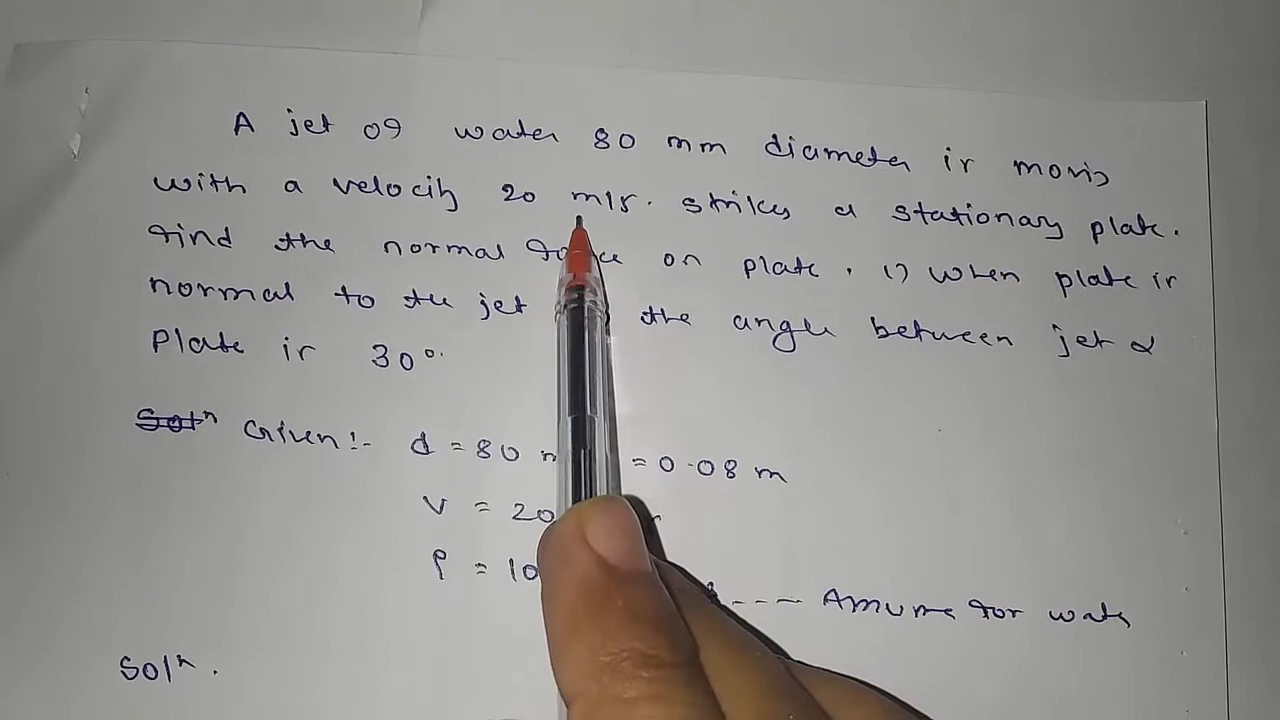 A jet of water 80 mm diameter is moving
with a velocity 20 m/s. strikes a stationary plate.
find the normal force on plate. 1) when plate is
normal to the jet the angle between jet &
Plate is 30°.
Soln Given:- d = 80 = 0.08 m
V = 20
ρ = 10 ---- Assume for water
Soln.